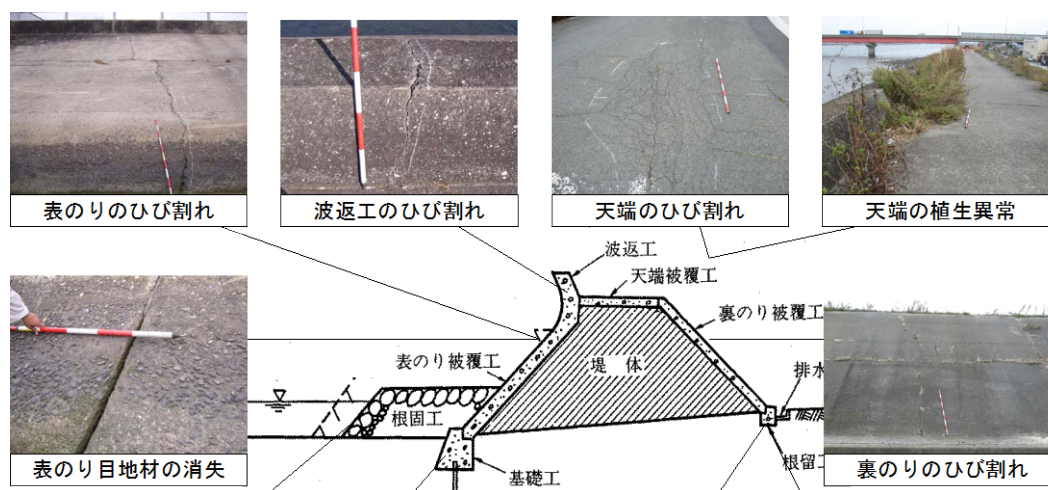 表のりのひび割れ
波返工のひび割れ
天端のひび割れ
天端の植生異常
波返工
天端被覆工
裏のり被覆工
表のり被覆工
堤 体
排水
根固工
根留工
基礎工
表のり目地材の消失
裏のりのひび割れ